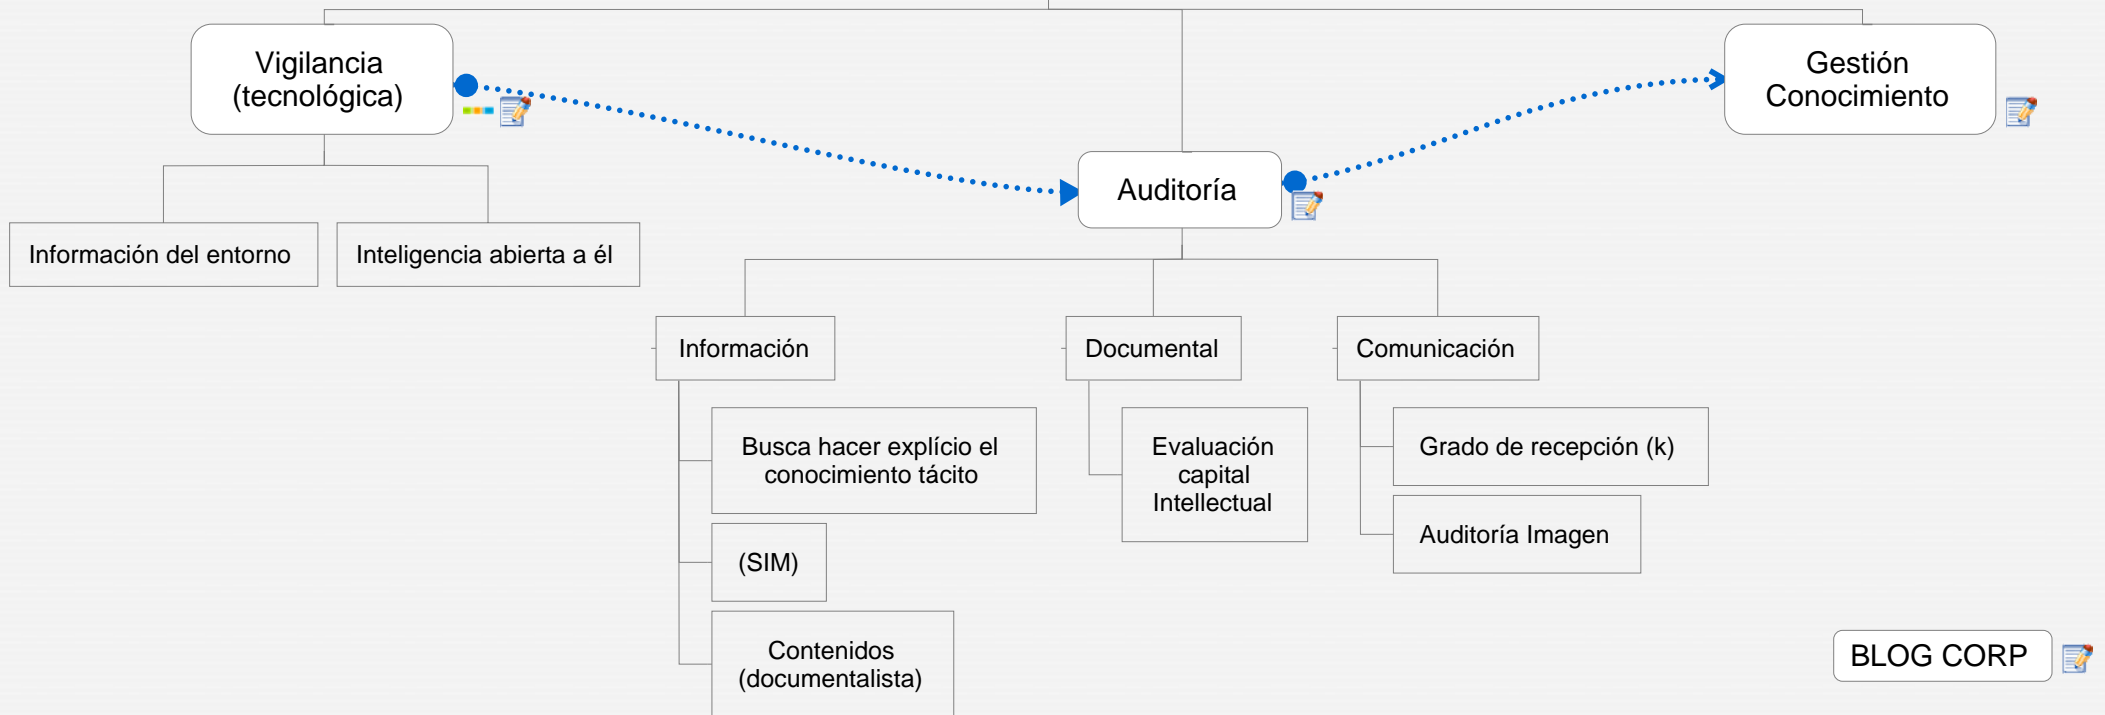 Vigilancia
(tecnológica)
Gestión
Conocimiento
Auditoría
Información del entorno
Inteligencia abierta a él
Información
Documental
Comunicación
Busca hacer explício el
conocimiento tácito
Evaluación
capital
Intellectual
Grado de recepción (k)
(SIM)
Auditoría Imagen
Contenidos
(documentalista)
BLOG CORP